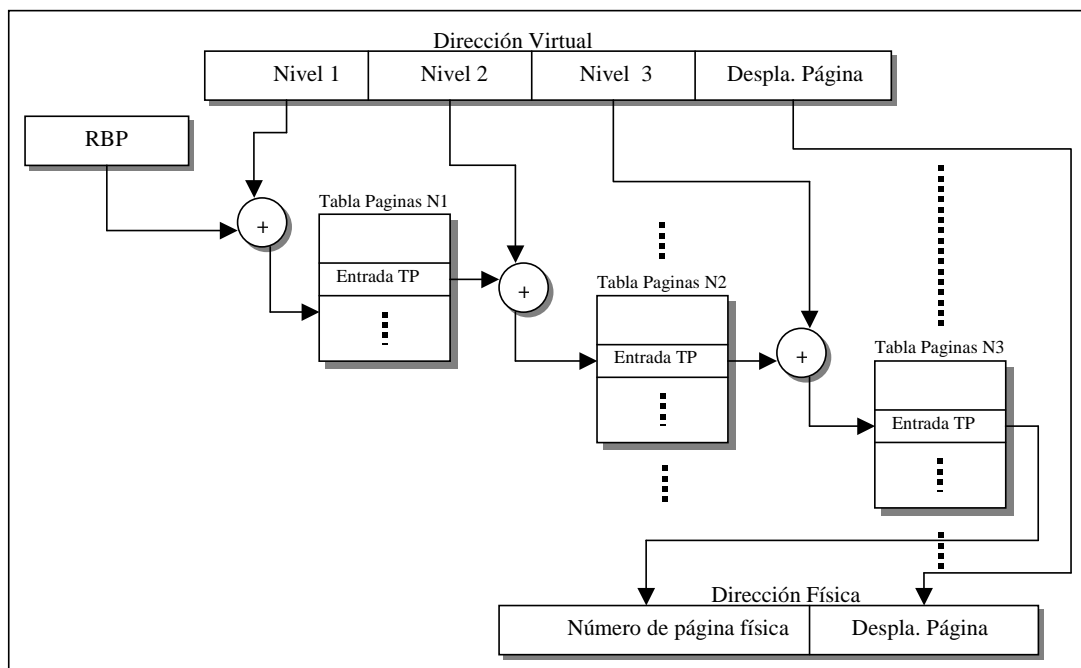 Dirección Virtual
Nivel 1
Nivel 2
Nivel 3
Despla. Página
RBP
+
Tabla Paginas N1
Entrada TP
+
Tabla Paginas N2
Entrada TP
+
Tabla Paginas N3
Entrada TP
Dirección Física
Número de página física
Despla. Página